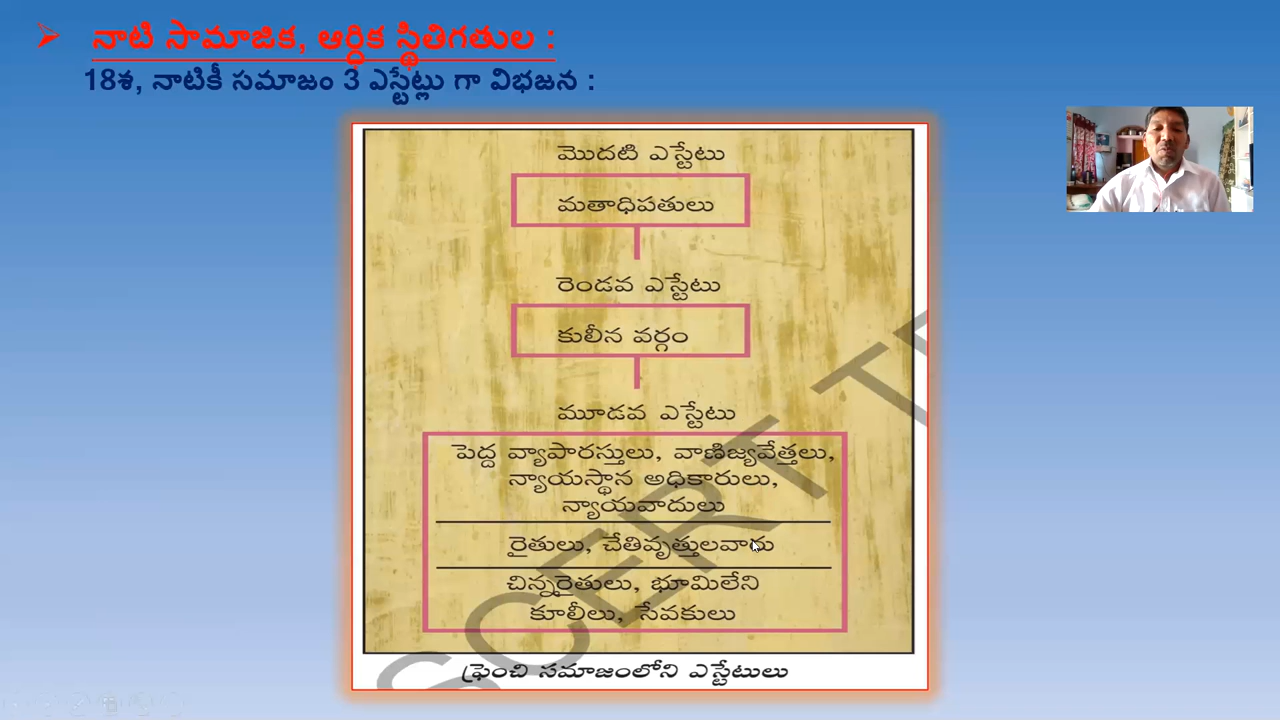 నాటి సామాజిక, ఆర్ధిక స్థితిగతుల :
18శ, నాటికీ సమాజం 3 ఎస్టేట్లు గా విభజన :
మొదటి ఎస్టేటు
మతాధిపతులు
రెండవ ఎస్టేటు
కులీన వర్గం
మూడవ ఎస్టేటు
పెద్ద వ్యాపారస్తులు, వాణిజ్యవేత్తలు,
న్యాయస్థాన అధికారులు,
న్యాయవాదులు
రైతులు, చేతివృత్తులవారు
చిన్నరైతులు, భూమిలేని
కూలీలు, సేవకులు
ఫ్రెంచి సమాజంలోని ఎస్టేటులు
SCERT